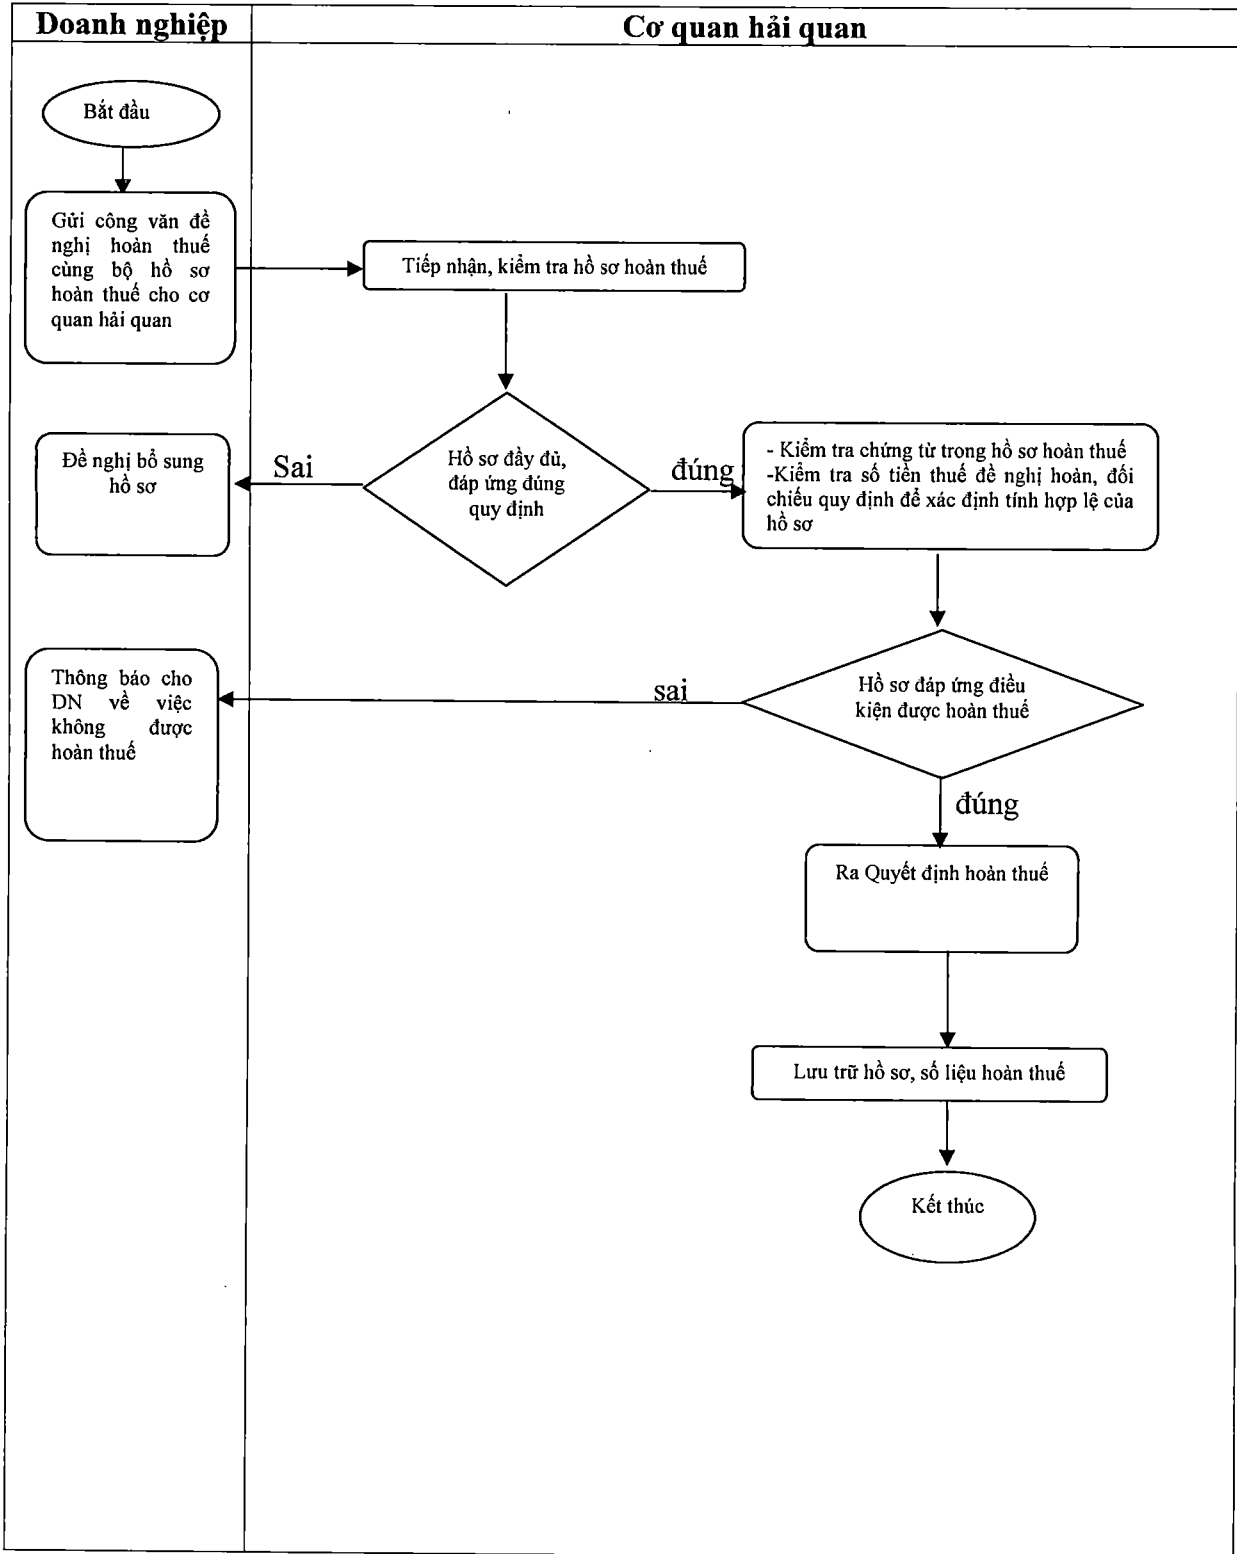 Doanh nghiệp
Cơ quan hải quan
Bắt đầu
Gửi công văn đề
nghị hoàn thuế
cùng bộ hồ sơ
hoàn thuế cho cơ
quan hải quan
Tiếp nhận, kiểm tra hồ sơ hoàn thuế
Hồ sơ đầy đủ,
đáp ứng đúng
quy định
Sai
Đề nghị bổ sung
hồ sơ
đúng
- Kiểm tra chứng từ trong hồ sơ hoàn thuế
-Kiểm tra số tiền thuế đề nghị hoàn, đối
chiếu quy định để xác định tính hợp lệ của
hồ sơ
Hồ sơ đáp ứng điều
kiện được hoàn thuế
sai
Thông báo cho
DN về việc
không được
hoàn thuế
đúng
Ra Quyết định hoàn thuế
Lưu trữ hồ sơ, số liệu hoàn thuế
Kết thúc